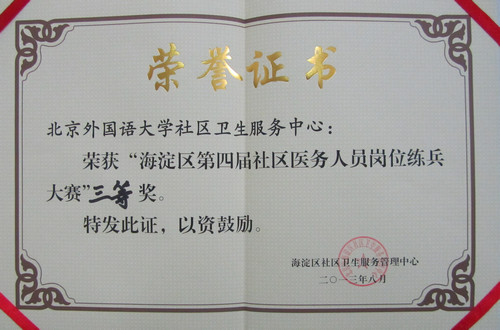 荣誉证书
北京外国语大学社区卫生服务中心：
荣获“海淀区第四届社区医务人员岗位练兵
大赛”三等奖。
特发此证，以资鼓励。
海淀区社区卫生服务管理中心
二〇一三年八月